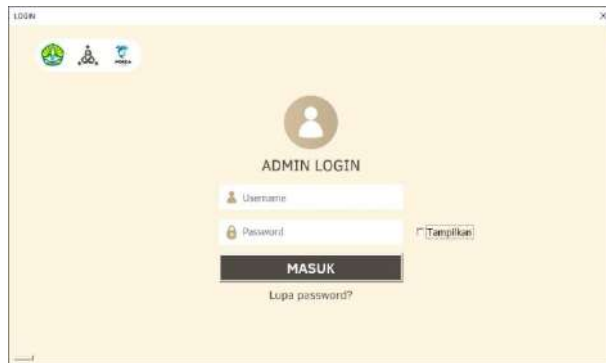 LOGIN
ADMIN LOGIN
Username
Password
Tampilkan
MASUK
Lupa password?